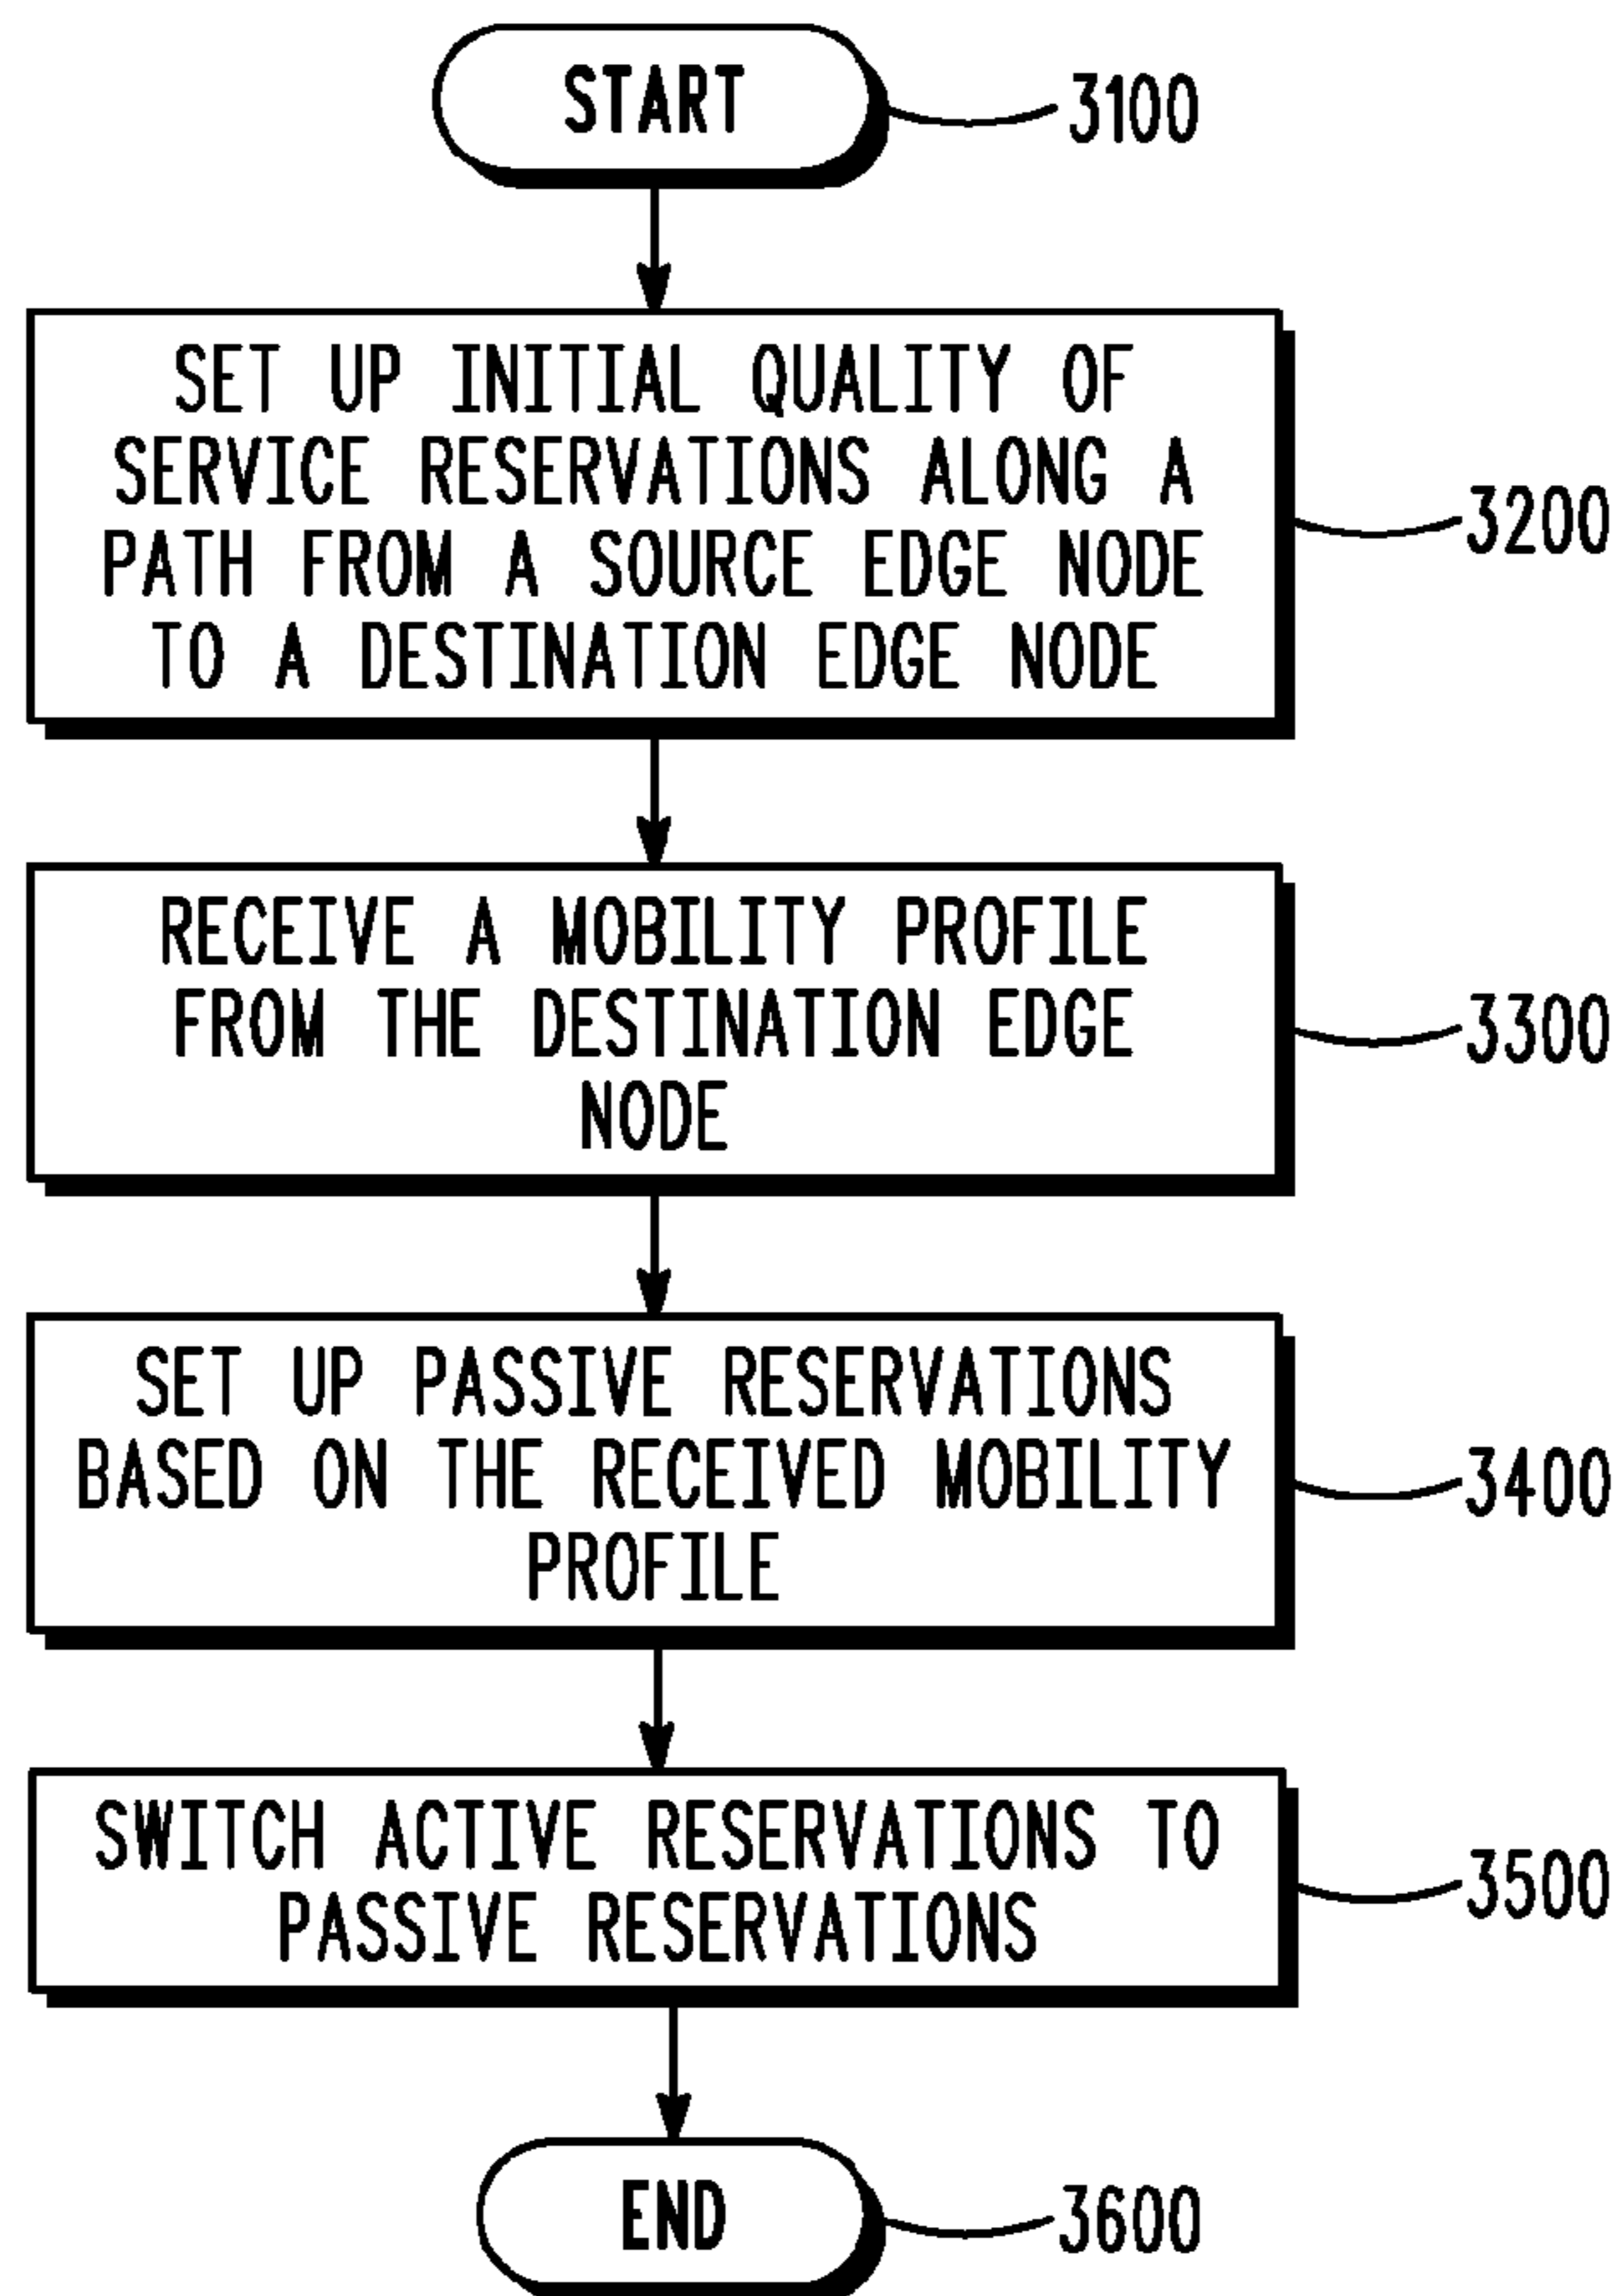 START
3100
SET UP INITIAL QUALITY OF
SERVICE RESERVATIONS ALONG A
PATH FROM A SOURCE EDGE NODE
TO A DESTINATION EDGE NODE
3200
RECEIVE A MOBILITY PROFILE
FROM THE DESTINATION EDGE
NODE
3300
SET UP PASSIVE RESERVATIONS
BASED ON THE RECEIVED MOBILITY
PROFILE
3400
SWITCH ACTIVE RESERVATIONS TO
PASSIVE RESERVATIONS
3500
END
3600